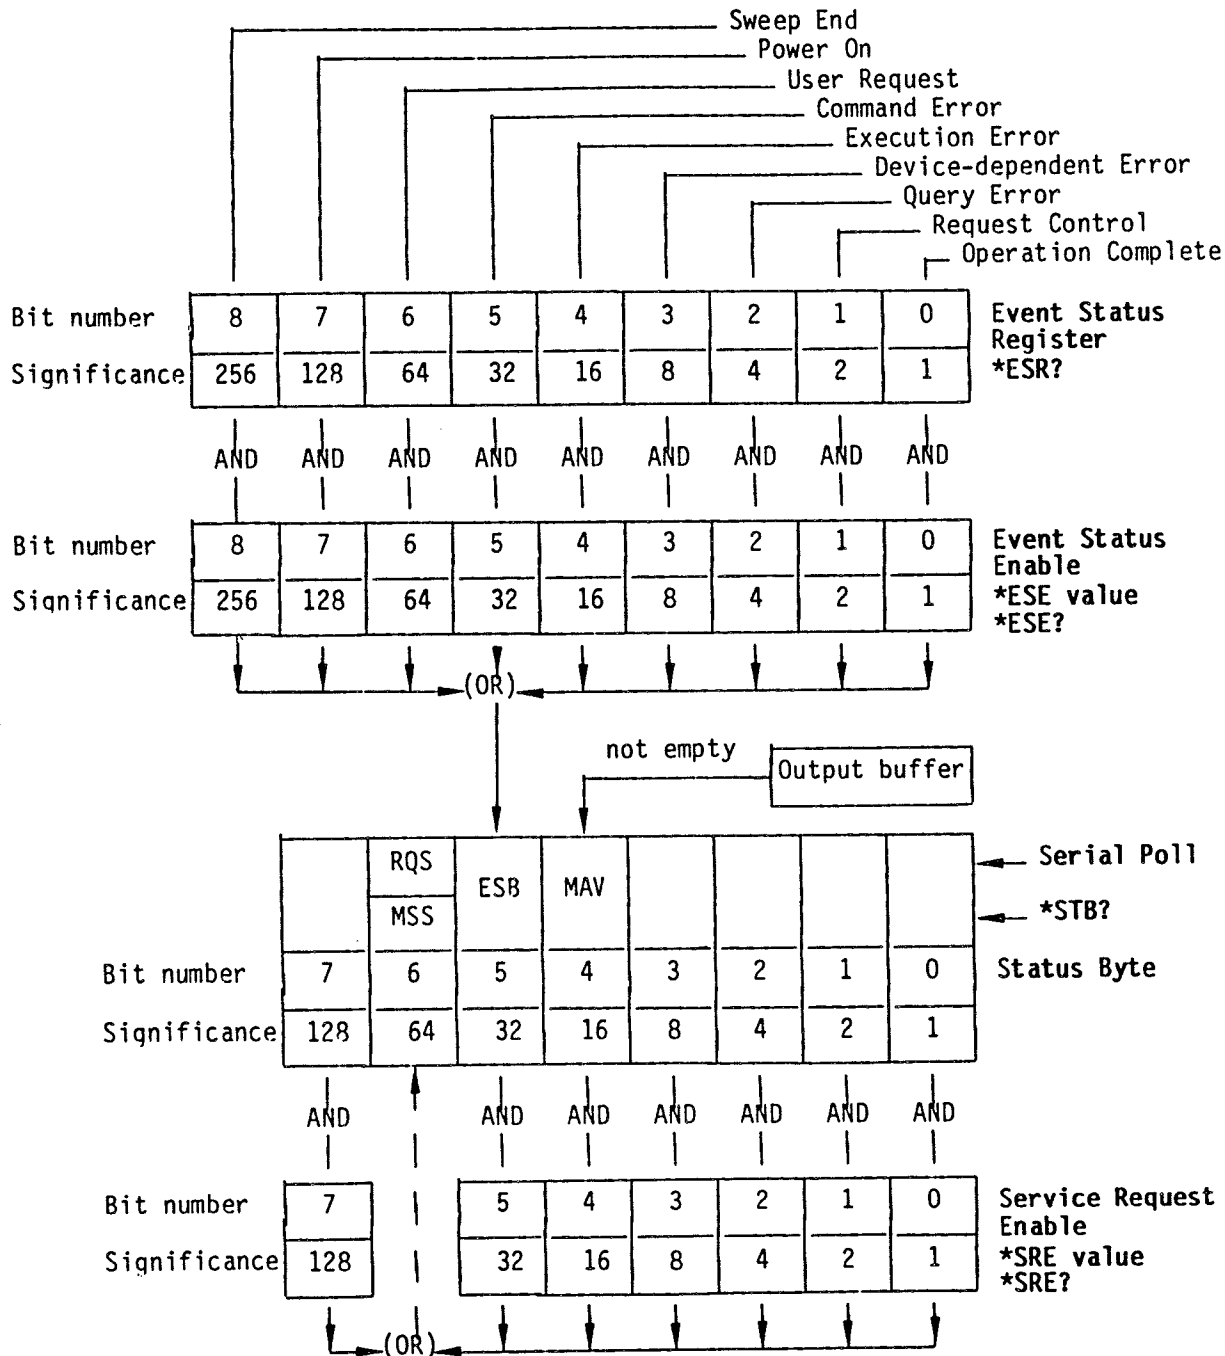 Sweep End
Power On
User Request
Command Error
Execution Error
Device-dependent Error
Query Error
Request Control
Operation Complete
Bit number 8 7 6 5 4 3 2 1 0 Event Status
Register
Significance 256 128 64 32 16 8 4 2 1 *ESR?
AND AND AND AND AND AND AND AND AND
Bit number 8 7 6 5 4 3 2 1 0 Event Status
Enable
Significance 256 128 64 32 16 8 4 2 1 *ESE value
*ESE?
(OR)
not empty Output buffer
RQS ESB MAV Serial Poll
MSS *STB?
Bit number 7 6 5 4 3 2 1 0 Status Byte
Significance 128 64 32 16 8 4 2 1
AND AND AND AND AND AND AND
Bit number 7 5 4 3 2 1 0 Service Request
Enable
Significance 128 32 16 8 4 2 1 *SRE value
*SRE?
(OR)